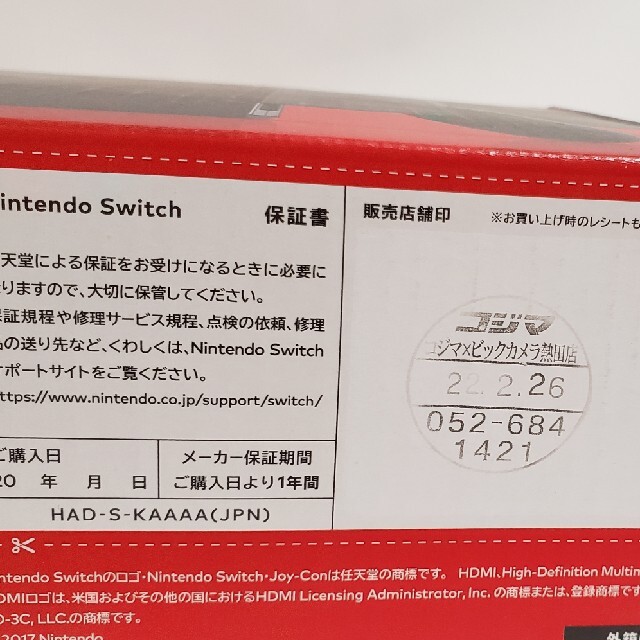 intendo Switch 保証書
天堂による保証をお受けになるときに必要に
りますので、大切に保管してください。
証規程や修理サービス規程、点検の依頼、修理
の送り先など、くわしくは、Nintendo Switch
ポートサイトをご覧ください。
ttps://www.nintendo.co.jp/support/switch/
ご購入日
20 年 月 日
メーカー保証期間
ご購入日より1年間
HAD-S-KAAAA(JPN)
販売店舗印 ※お買い上げ時のレシートも
コジマ
コジマ×ビックカメラ熱田店
22.2.26
052-684
1421
ntendo Switchのロゴ・Nintendo Switch・Joy-Conは任天堂の商標です。 HDMI、High-Definition Multim
DMIロゴは、米国およびその他の国におけるHDMI Licensing Administrator, Inc. の商標または、登録商標です
D-3C, LLC.の商標です。
2017 Nintendo